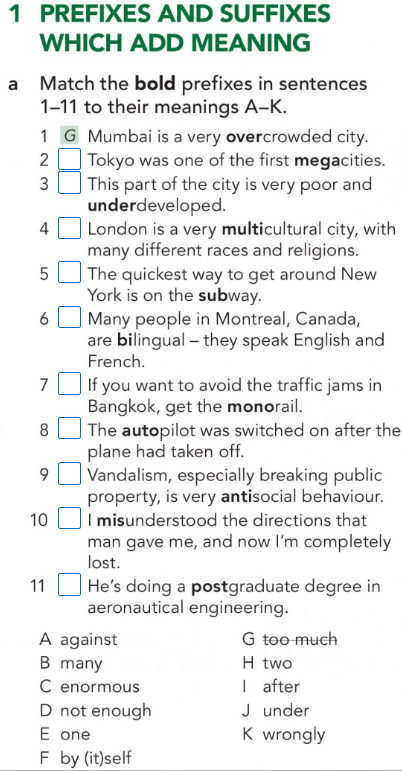 1 PREFIXES AND SUFFIXES
WHICH ADD MEANING
a Match the bold prefixes in sentences
1–11 to their meanings A–K.
1 G Mumbai is a very overcrowded city.
2 Tokyo was one of the first megacities.
3 This part of the city is very poor and
underdeveloped.
4 London is a very multicultural city, with
many different races and religions.
5 The quickest way to get around New
York is on the subway.
6 Many people in Montreal, Canada,
are bilingual – they speak English and
French.
7 If you want to avoid the traffic jams in
Bangkok, get the monorail.
8 The autopilot was switched on after the
plane had taken off.
9 Vandalism, especially breaking public
property, is very antisocial behaviour.
10 I misunderstood the directions that
man gave me, and now I'm completely
lost.
11 He's doing a postgraduate degree in
aeronautical engineering.
A against
B many
C enormous
D not enough
E one
F by (it)self
G too much
H two
I after
J under
K wrongly